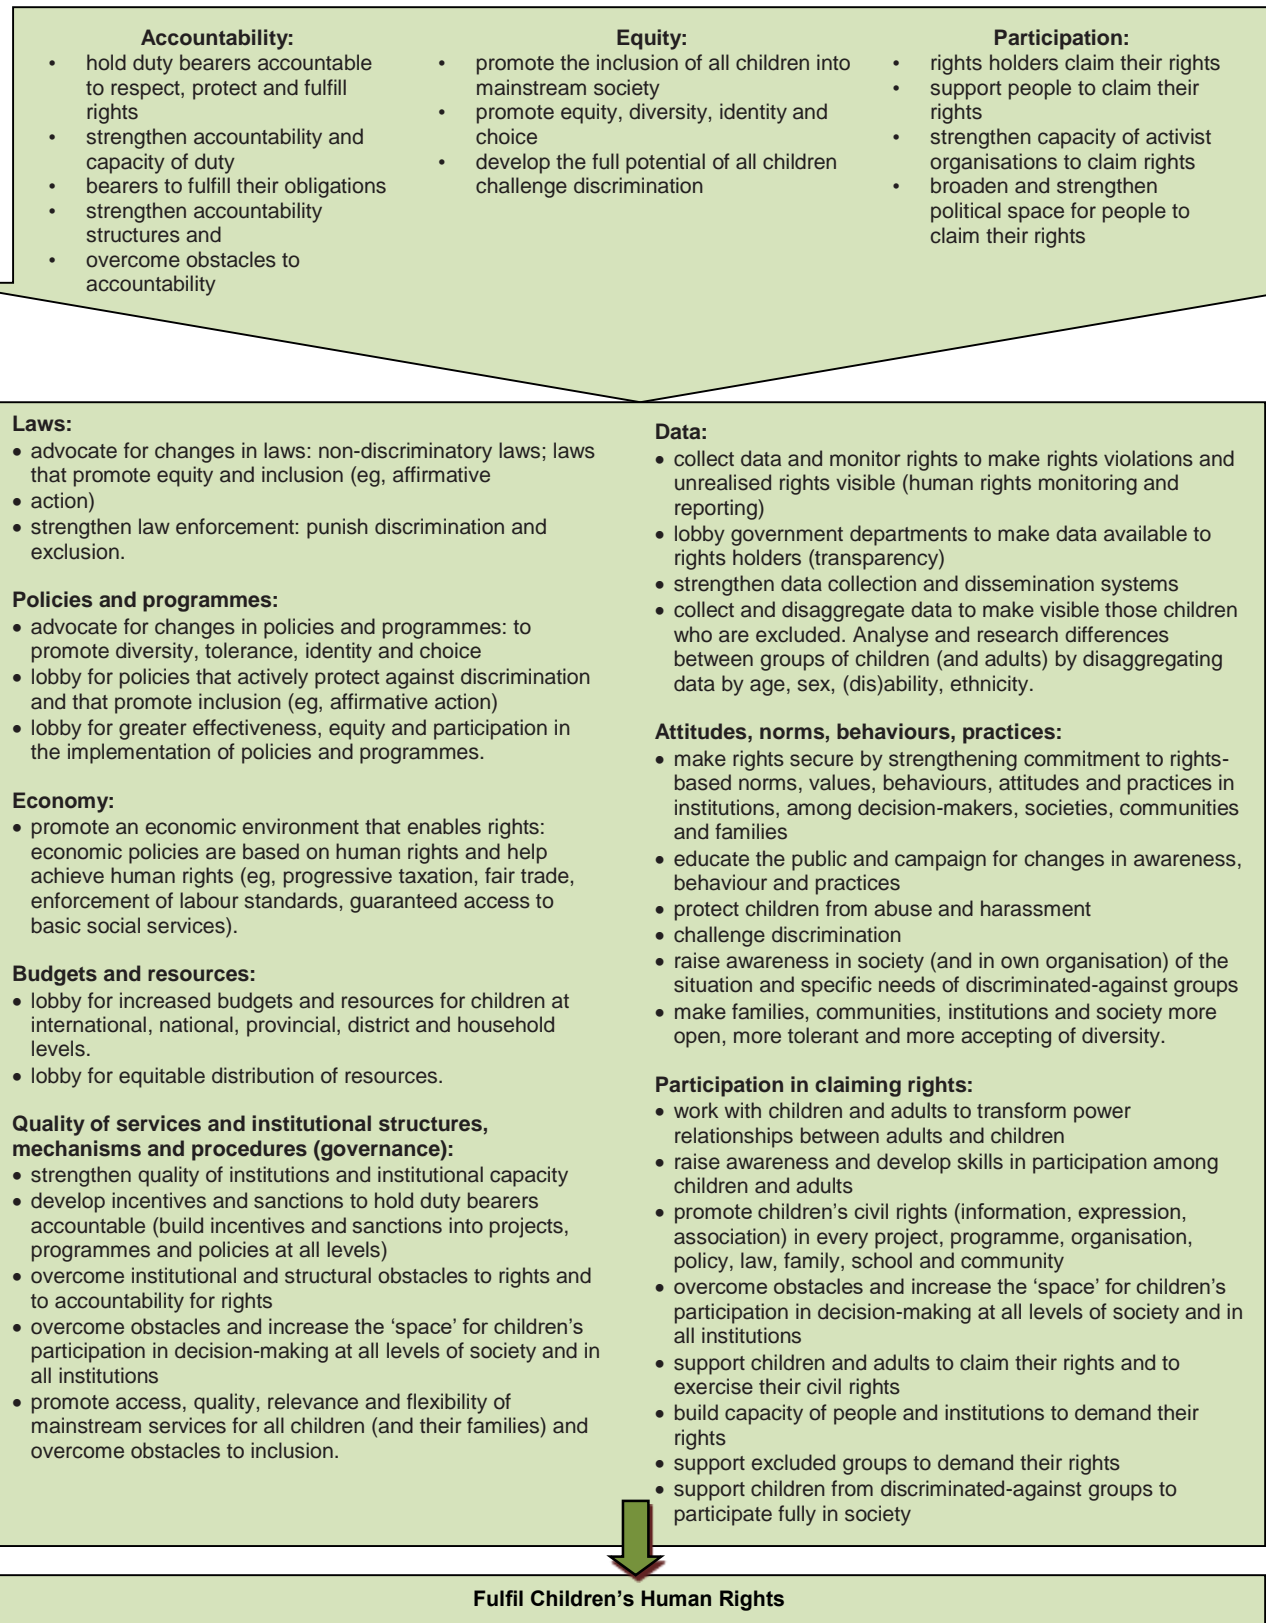 Accountability:
• hold duty bearers accountable
to respect, protect and fulfill
rights
• strengthen accountability and
capacity of duty
• bearers to fulfill their obligations
• strengthen accountability
structures and
• overcome obstacles to
accountability
Equity:
• promote the inclusion of all children into
mainstream society
• promote equity, diversity, identity and
choice
• develop the full potential of all children
challenge discrimination
Participation:
• rights holders claim their rights
• support people to claim their
rights
• strengthen capacity of activist
organisations to claim rights
• broaden and strengthen
political space for people to
claim their rights
Laws:
• advocate for changes in laws: non-discriminatory laws; laws
that promote equity and inclusion (eg, affirmative
• action)
• strengthen law enforcement: punish discrimination and
exclusion.
Policies and programmes:
• advocate for changes in policies and programmes: to
promote diversity, tolerance, identity and choice
• lobby for policies that actively protect against discrimination
and that promote inclusion (eg, affirmative action)
• lobby for greater effectiveness, equity and participation in
the implementation of policies and programmes.
Economy:
• promote an economic environment that enables rights:
economic policies are based on human rights and help
achieve human rights (eg, progressive taxation, fair trade,
enforcement of labour standards, guaranteed access to
basic social services).
Budgets and resources:
• lobby for increased budgets and resources for children at
international, national, provincial, district and household
levels.
• lobby for equitable distribution of resources.
Quality of services and institutional structures,
mechanisms and procedures (governance):
• strengthen quality of institutions and institutional capacity
• develop incentives and sanctions to hold duty bearers
accountable (build incentives and sanctions into projects,
programmes and policies at all levels)
• overcome institutional and structural obstacles to rights and
to accountability for rights
• overcome obstacles and increase the ‘space’ for children’s
participation in decision-making at all levels of society and in
all institutions
• promote access, quality, relevance and flexibility of
mainstream services for all children (and their families) and
overcome obstacles to inclusion.
Data:
• collect data and monitor rights to make rights violations and
unrealised rights visible (human rights monitoring and
reporting)
• lobby government departments to make data available to
rights holders (transparency)
• strengthen data collection and dissemination systems
• collect and disaggregate data to make visible those children
who are excluded. Analyse and research differences
between groups of children (and adults) by disaggregating
data by age, sex, (dis)ability, ethnicity.
Attitudes, norms, behaviours, practices:
• make rights secure by strengthening commitment to rights-
based norms, values, behaviours, attitudes and practices in
institutions, among decision-makers, societies, communities
and families
• educate the public and campaign for changes in awareness,
behaviour and practices
• protect children from abuse and harassment
• challenge discrimination
• raise awareness in society (and in own organisation) of the
situation and specific needs of discriminated-against groups
• make families, communities, institutions and society more
open, more tolerant and more accepting of diversity.
Participation in claiming rights:
• work with children and adults to transform power
relationships between adults and children
• raise awareness and develop skills in participation among
children and adults
• promote children’s civil rights (information, expression,
association) in every project, programme, organisation,
policy, law, family, school and community
• overcome obstacles and increase the ‘space’ for children’s
participation in decision-making at all levels of society and in
all institutions
• support children and adults to claim their rights and to
exercise their civil rights
• build capacity of people and institutions to demand their
rights
• support excluded groups to demand their rights
• support children from discriminated-against groups to
participate fully in society
Fulfil Children’s Human Rights